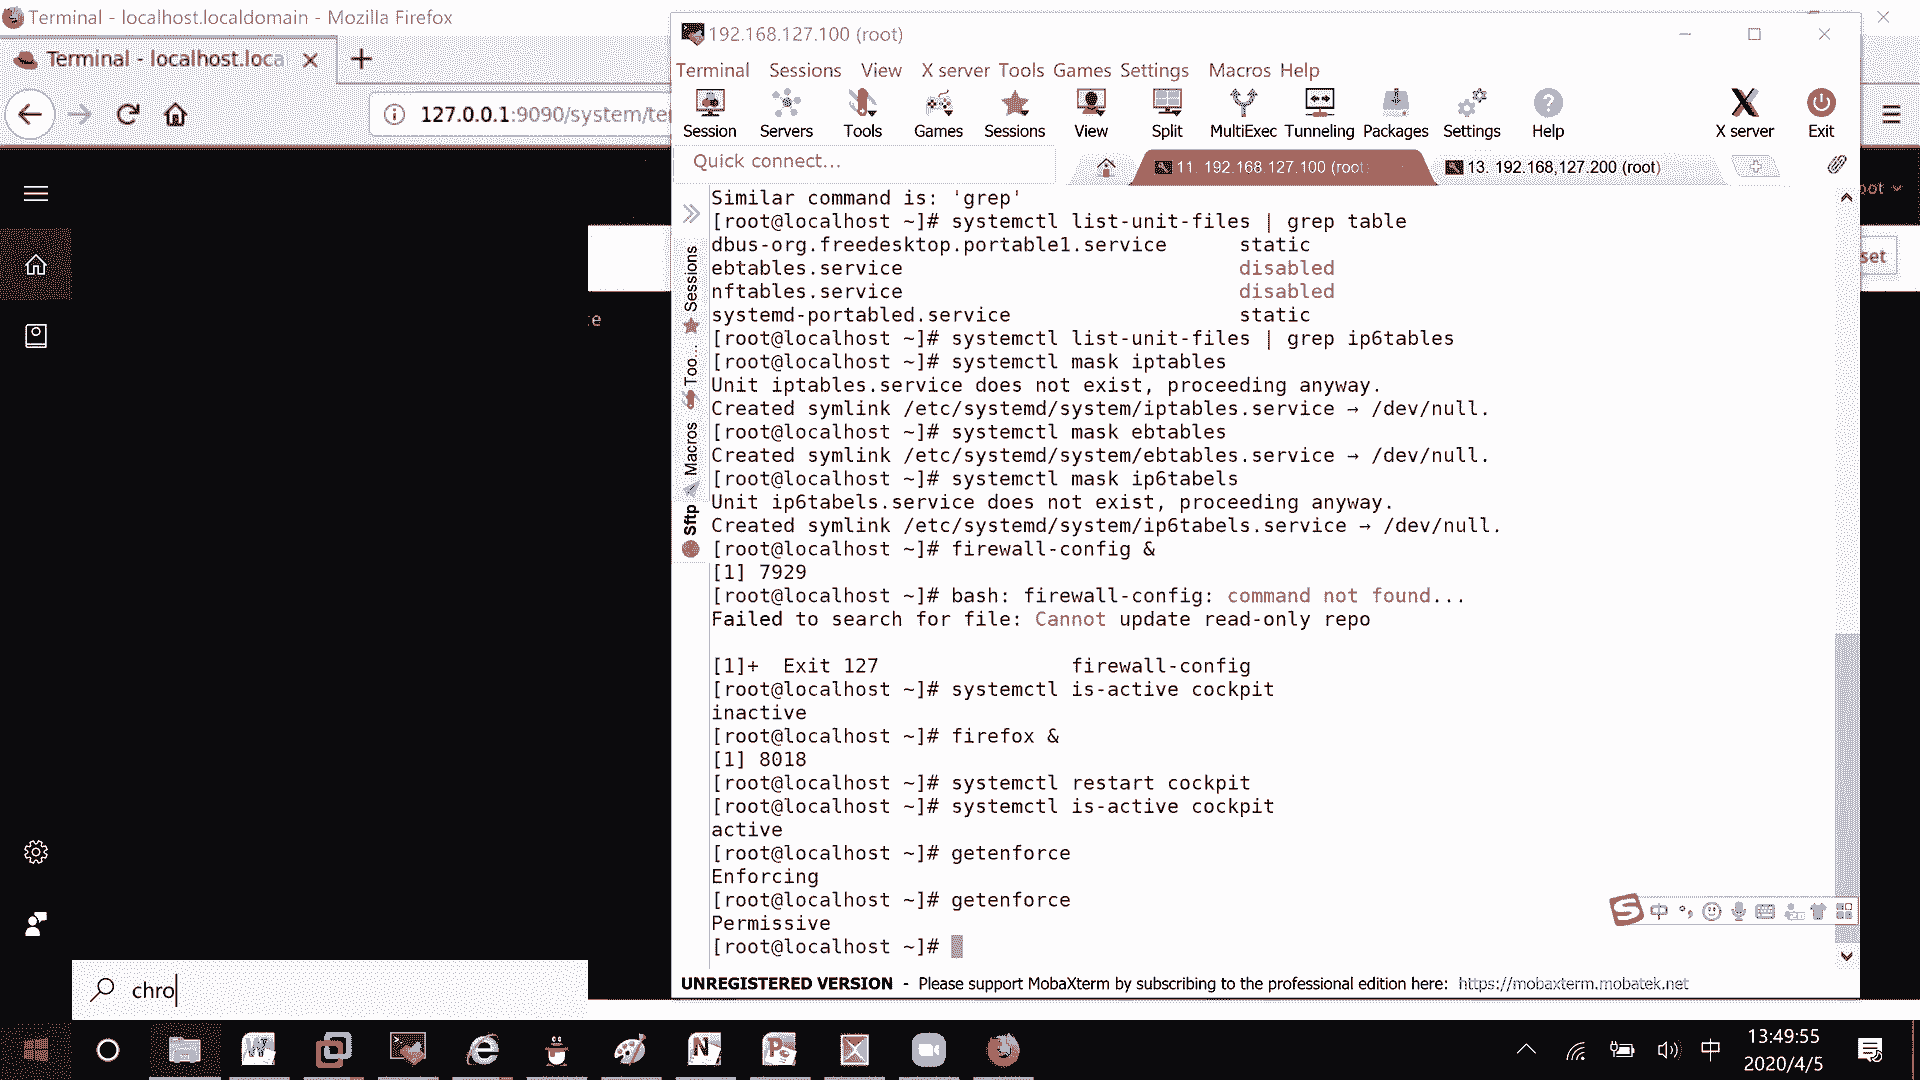 Terminal - localhost.localdomain - Mozilla Firefox
Terminal - localhost.loca
127.0.0.1:9090/system/te
oot
set
:e
chro
192.168.127.100 (root)
Terminal Sessions View X server Tools Games Settings Macros Help
Session Servers Tools Games Sessions View Split MultiExec Tunneling Packages Settings Help X server Exit
Quick connect...
11. 192.168.127.100 (root
13. 192.168,127.200 (root)
Sessions
Too...
Macros
Sftp
Similar command is: 'grep'
[root@localhost ~]# systemctl list-unit-files | grep table
dbus-org.freedesktop.portable1.service static
ebtables.service disabled
nftables.service disabled
systemd-portabled.service static
[root@localhost ~]# systemctl list-unit-files | grep ip6tables
[root@localhost ~]# systemctl mask iptables
Unit iptables.service does not exist, proceeding anyway.
Created symlink /etc/systemd/system/iptables.service → /dev/null.
[root@localhost ~]# systemctl mask ebtables
Created symlink /etc/systemd/system/ebtables.service → /dev/null.
[root@localhost ~]# systemctl mask ip6tabels
Unit ip6tabels.service does not exist, proceeding anyway.
Created symlink /etc/systemd/system/ip6tabels.service → /dev/null.
[root@localhost ~]# firewall-config &
[1] 7929
[root@localhost ~]# bash: firewall-config: command not found...
Failed to search for file: Cannot update read-only repo
[1]+ Exit 127 firewall-config
[root@localhost ~]# systemctl is-active cockpit
inactive
[root@localhost ~]# firefox &
[1] 8018
[root@localhost ~]# systemctl restart cockpit
[root@localhost ~]# systemctl is-active cockpit
active
[root@localhost ~]# getenforce
Enforcing
[root@localhost ~]# getenforce
Permissive
[root@localhost ~]#
中
UNREGISTERED VERSION - Please support MobaXterm by subscribing to the professional edition here: https://mobaxterm.mobatek.net
中
13:49:55
2020/4/5